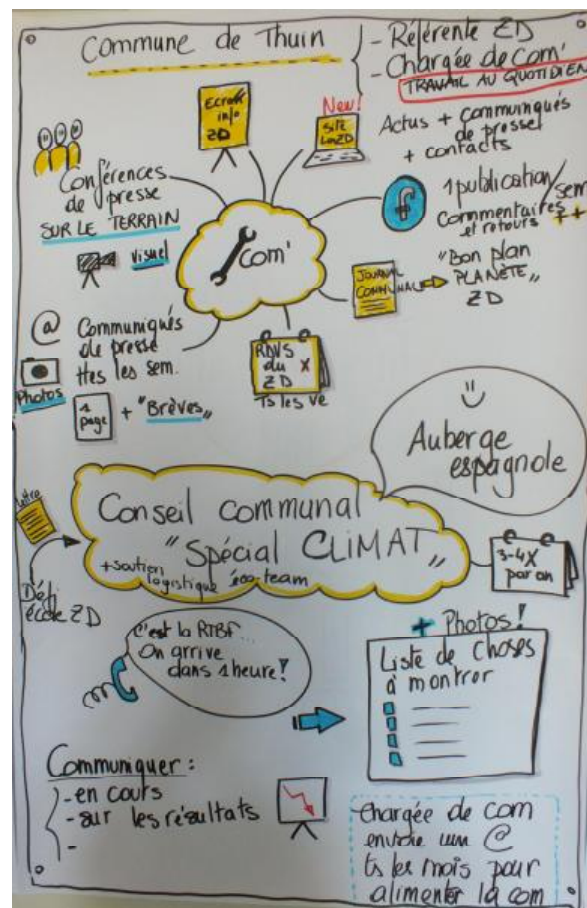 Commune de Thuin
- Référente ZD
- Chargée de com'
TRAVAIL AU QUOTIDIEN
Ecran
info
ZD
New!
Site
Actus + communiqués
de presse
+ contacts
Conférences
de presse
SUR LE TERRAIN
visuel
Com'
f
1 publication/sem
Commentaires
et retours ++
JOURNAL
COMMUNAL
"Bon plan
PLANÈTE"
ZD
@ Communiqués
de presse
ttes les sem.
Photos
1
page
+ "Brèves"
RDVS
du
ZD X
Ts les ve
Auberge
espagnole
Conseil communal
"Spécial CLIMAT"
+ soutien
logistique éco-team
3-4X
par an
Défi
école ZD
C'est la RTBF...
On arrive
dans 1 heure!
+ Photos!
Liste de choses
à montrer
Communiquer :
- en cours
- sur les résultats
-
Chargée de com
envoie un @
ts les mois pour
alimenter la com